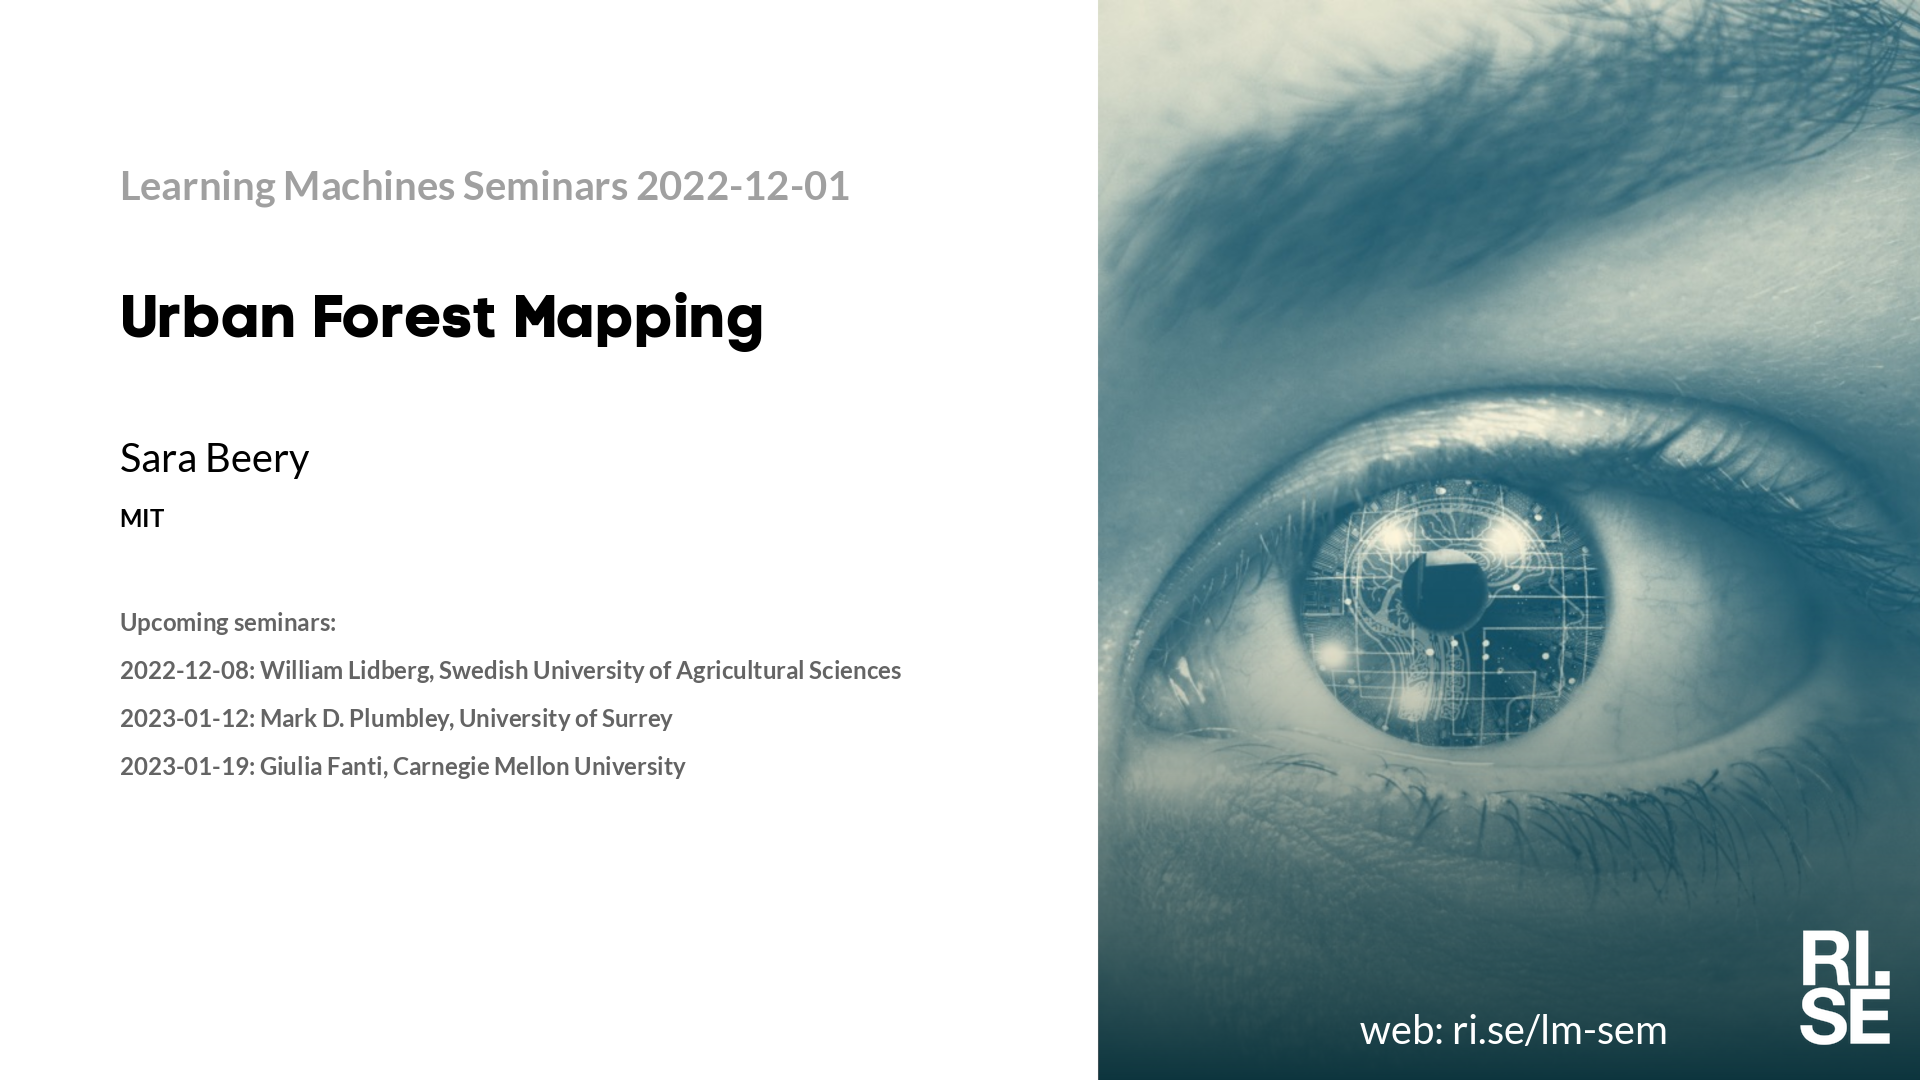 Learning Machines Seminars 2022-12-01
Urban Forest Mapping
Sara Beery
MIT
Upcoming seminars:
2022-12-08: William Lidberg, Swedish University of Agricultural Sciences
2023-01-12: Mark D. Plumbley, University of Surrey
2023-01-19: Giulia Fanti, Carnegie Mellon University
RI.
SE
web: ri.se/lm-sem